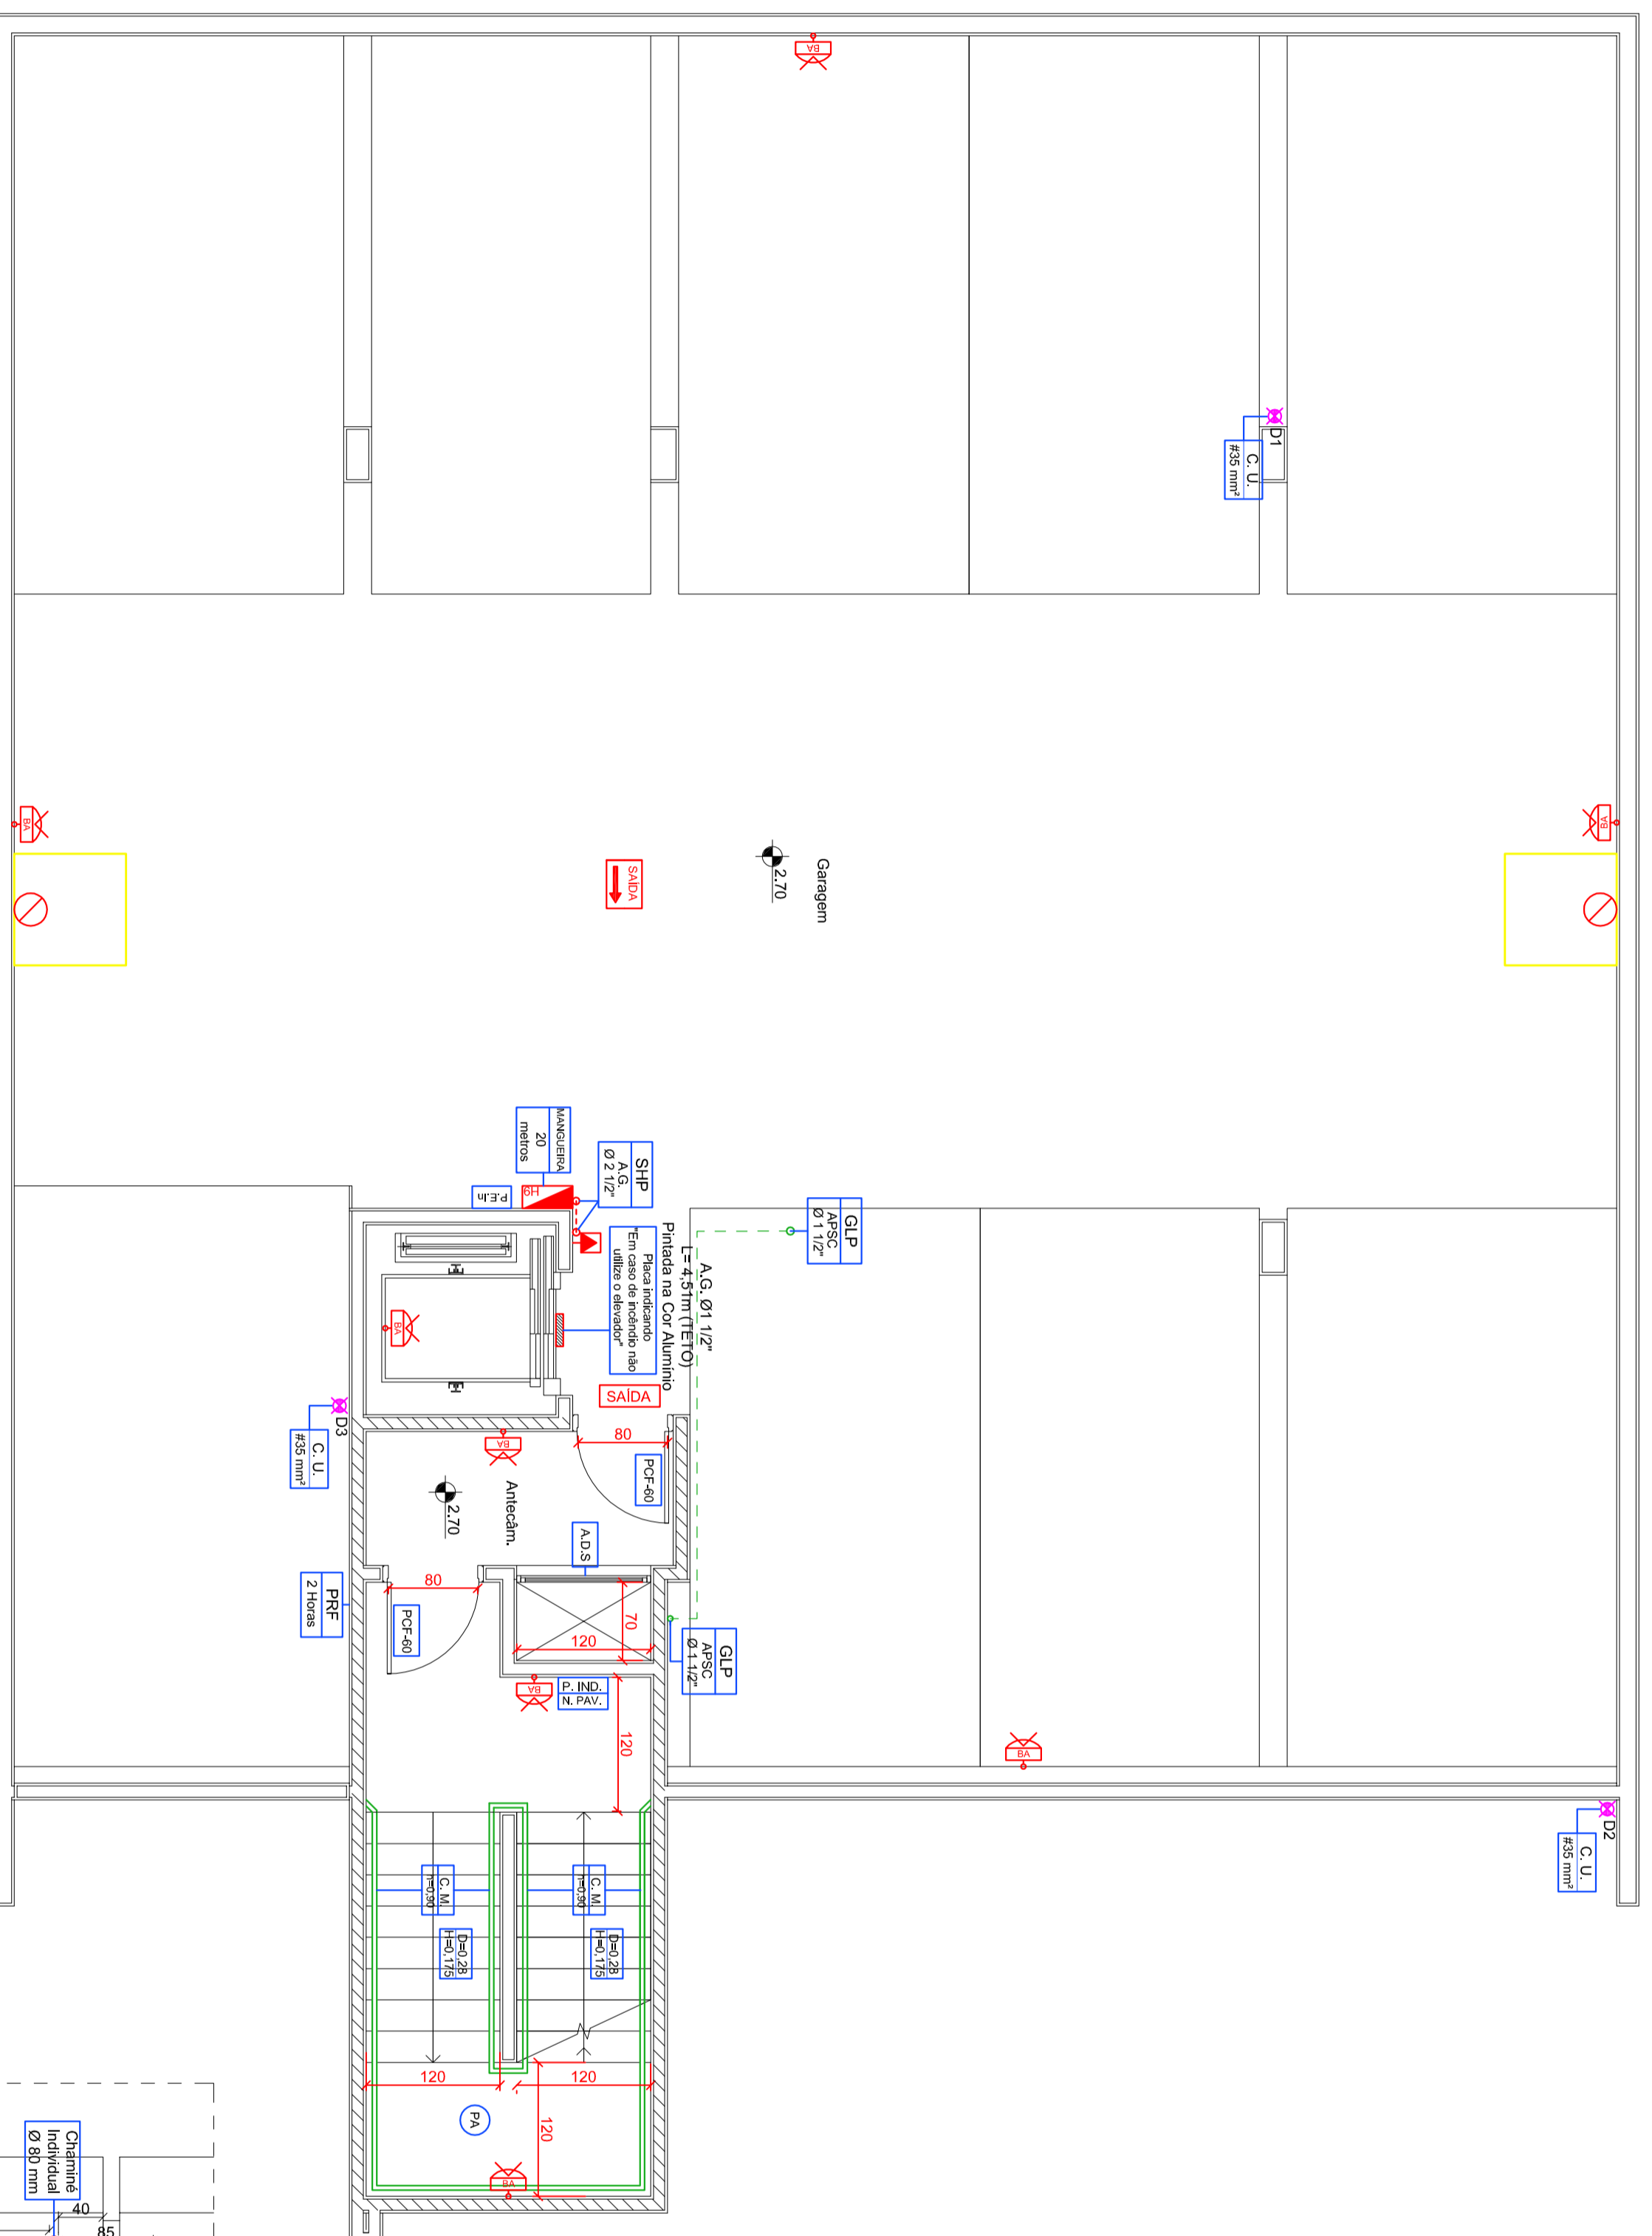 BA
D1
C. U.
#35 mm²
BA
BA
Garagem
2.70
SAÍDA
MANGUEIRA
20
metros
SHP
A.G.
Ø 2 1/2"
H9
P.E.In
GLP
APSC
Ø 1 1/2"
A.G. Ø1 1/2"
L= 4,51m (TETO)
Pintada na Cor Alumínio
Placa indicando
"Em caso de incêndio não
utilize o elevador"
BA
SAÍDA
D3
C. U.
#35 mm²
80
BA
PCF-60
Antecâm.
2.70
A.D.S
80
PCF-60
PRF
2 Horas
70
120
GLP
APSC
Ø 1 1/2"
P. IND.
N. PAV.
BA
120
BA
D2
C. U.
#35 mm²
C. M.
h=0,90
C. M.
h=0,90
D=0,28
H=0,175
D=0,28
H=0,175
120
120
120
PA
BA
Chaminé
Individual
Ø 80 mm
40
85